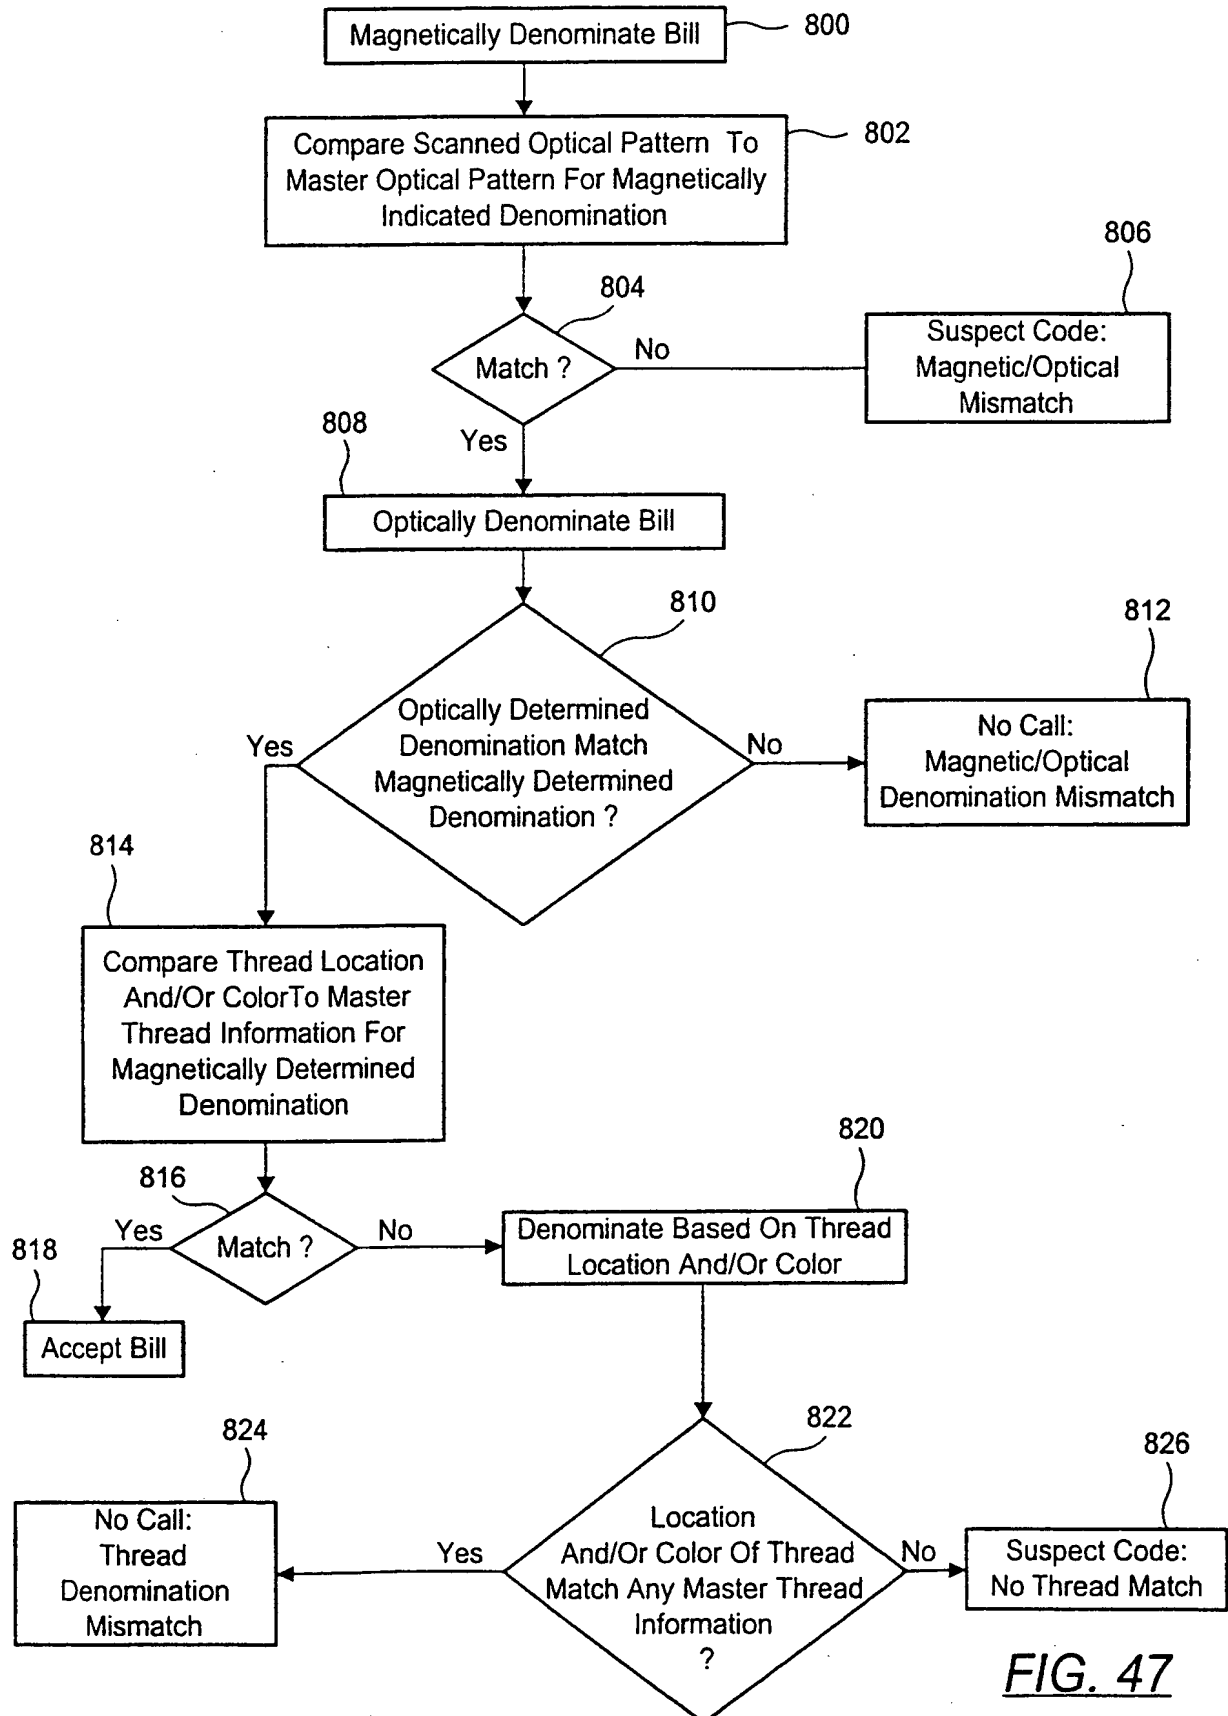 Magnetically Denominate Bill
800
Compare Scanned Optical Pattern To
Master Optical Pattern For Magnetically
Indicated Denomination
802
804
Match ?
No
Yes
806
Suspect Code:
Magnetic/Optical
Mismatch
808
Optically Denominate Bill
810
Optically Determined
Denomination Match
Magnetically Determined
Denomination ?
Yes
No
812
No Call:
Magnetic/Optical
Denomination Mismatch
814
Compare Thread Location
And/Or ColorTo Master
Thread Information For
Magnetically Determined
Denomination
816
Match ?
Yes
No
818
Accept Bill
820
Denominate Based On Thread
Location And/Or Color
822
Location
And/Or Color Of Thread
Match Any Master Thread
Information
?
Yes
No
824
No Call:
Thread
Denomination
Mismatch
826
Suspect Code:
No Thread Match
FIG. 47